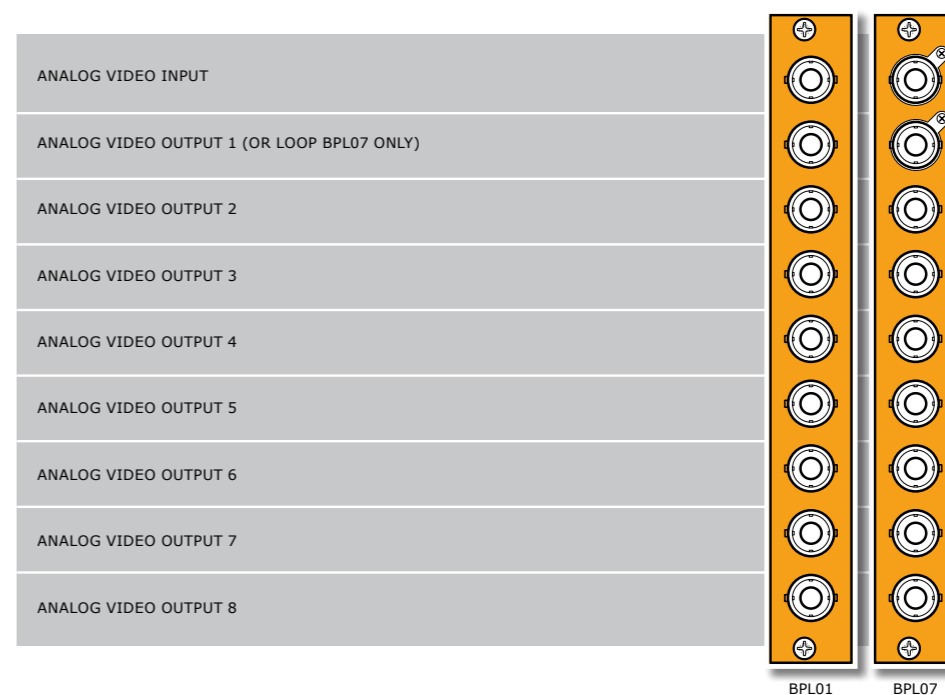 ANALOG VIDEO INPUT
ANALOG VIDEO OUTPUT 1 (OR LOOP BPL07 ONLY)
ANALOG VIDEO OUTPUT 2
ANALOG VIDEO OUTPUT 3
ANALOG VIDEO OUTPUT 4
ANALOG VIDEO OUTPUT 5
ANALOG VIDEO OUTPUT 6
ANALOG VIDEO OUTPUT 7
ANALOG VIDEO OUTPUT 8
BPL01 BPL07